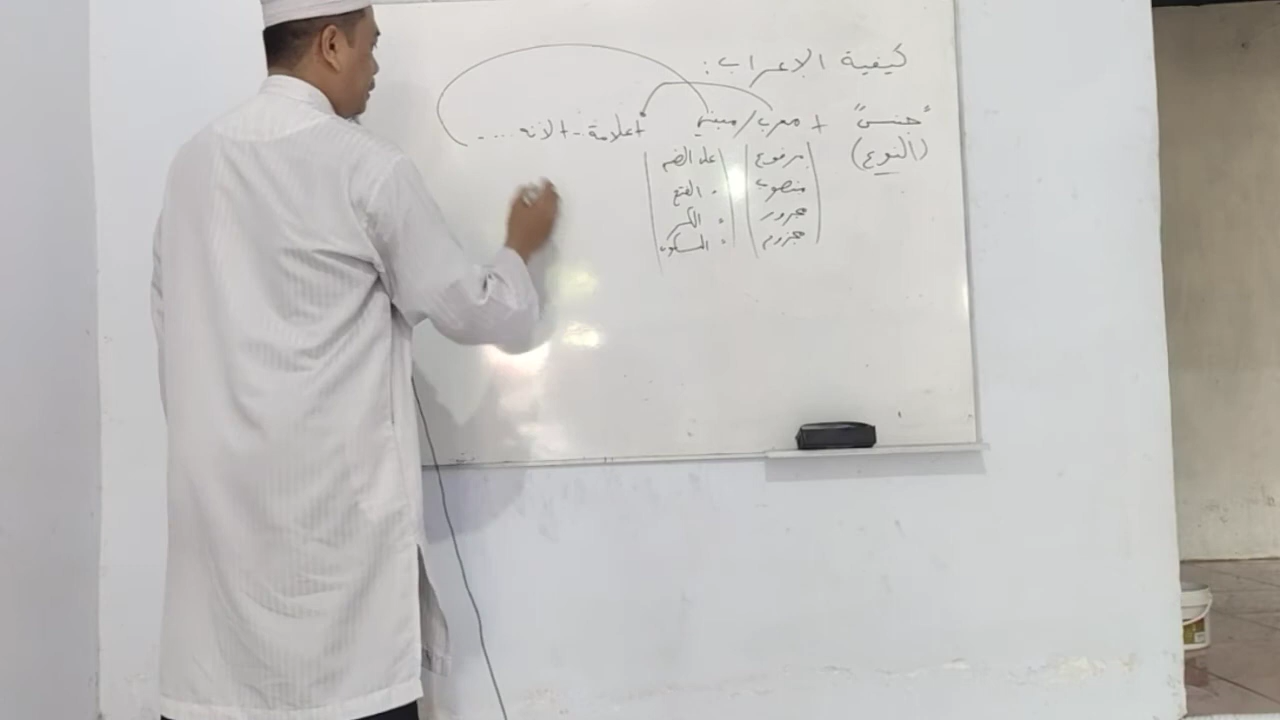 كيفية الإعراب :
"جنس" + معرب / مبني + علامة - + لأنه ....
(النوع)
مرفوع على الضم
منصوب " الفتح
مجرور " الكسر
مجزوم " السكون